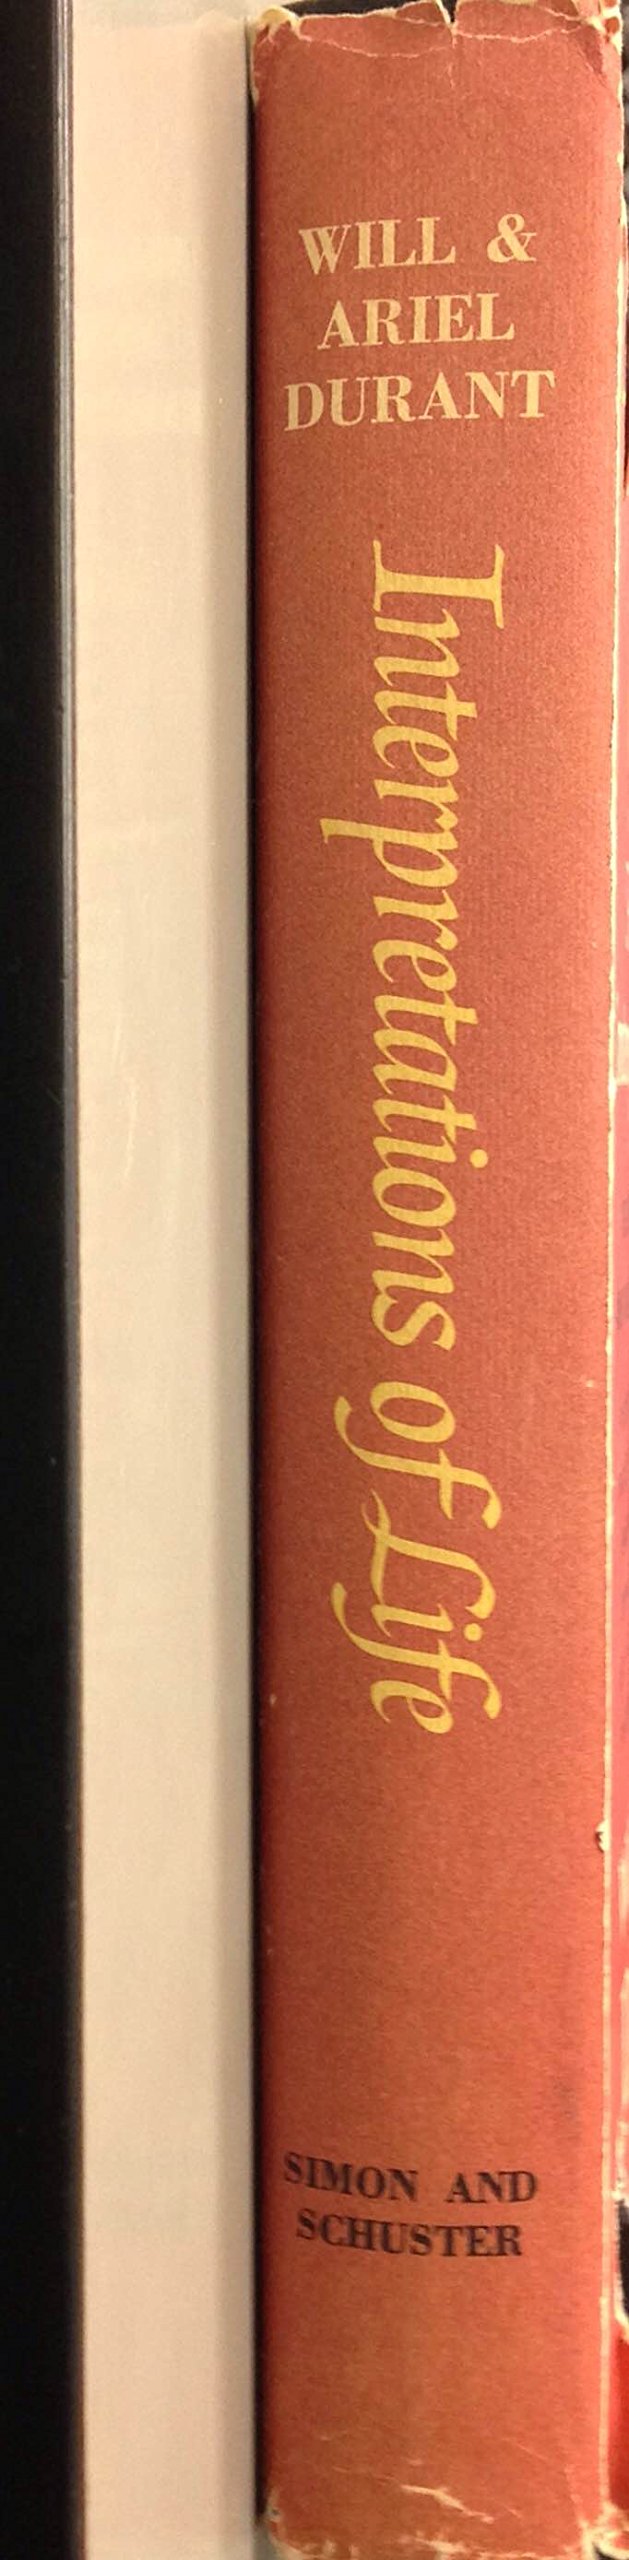 WILL &
ARIEL
DURANT
Interpretations of Life
SIMON AND
SCHUSTER